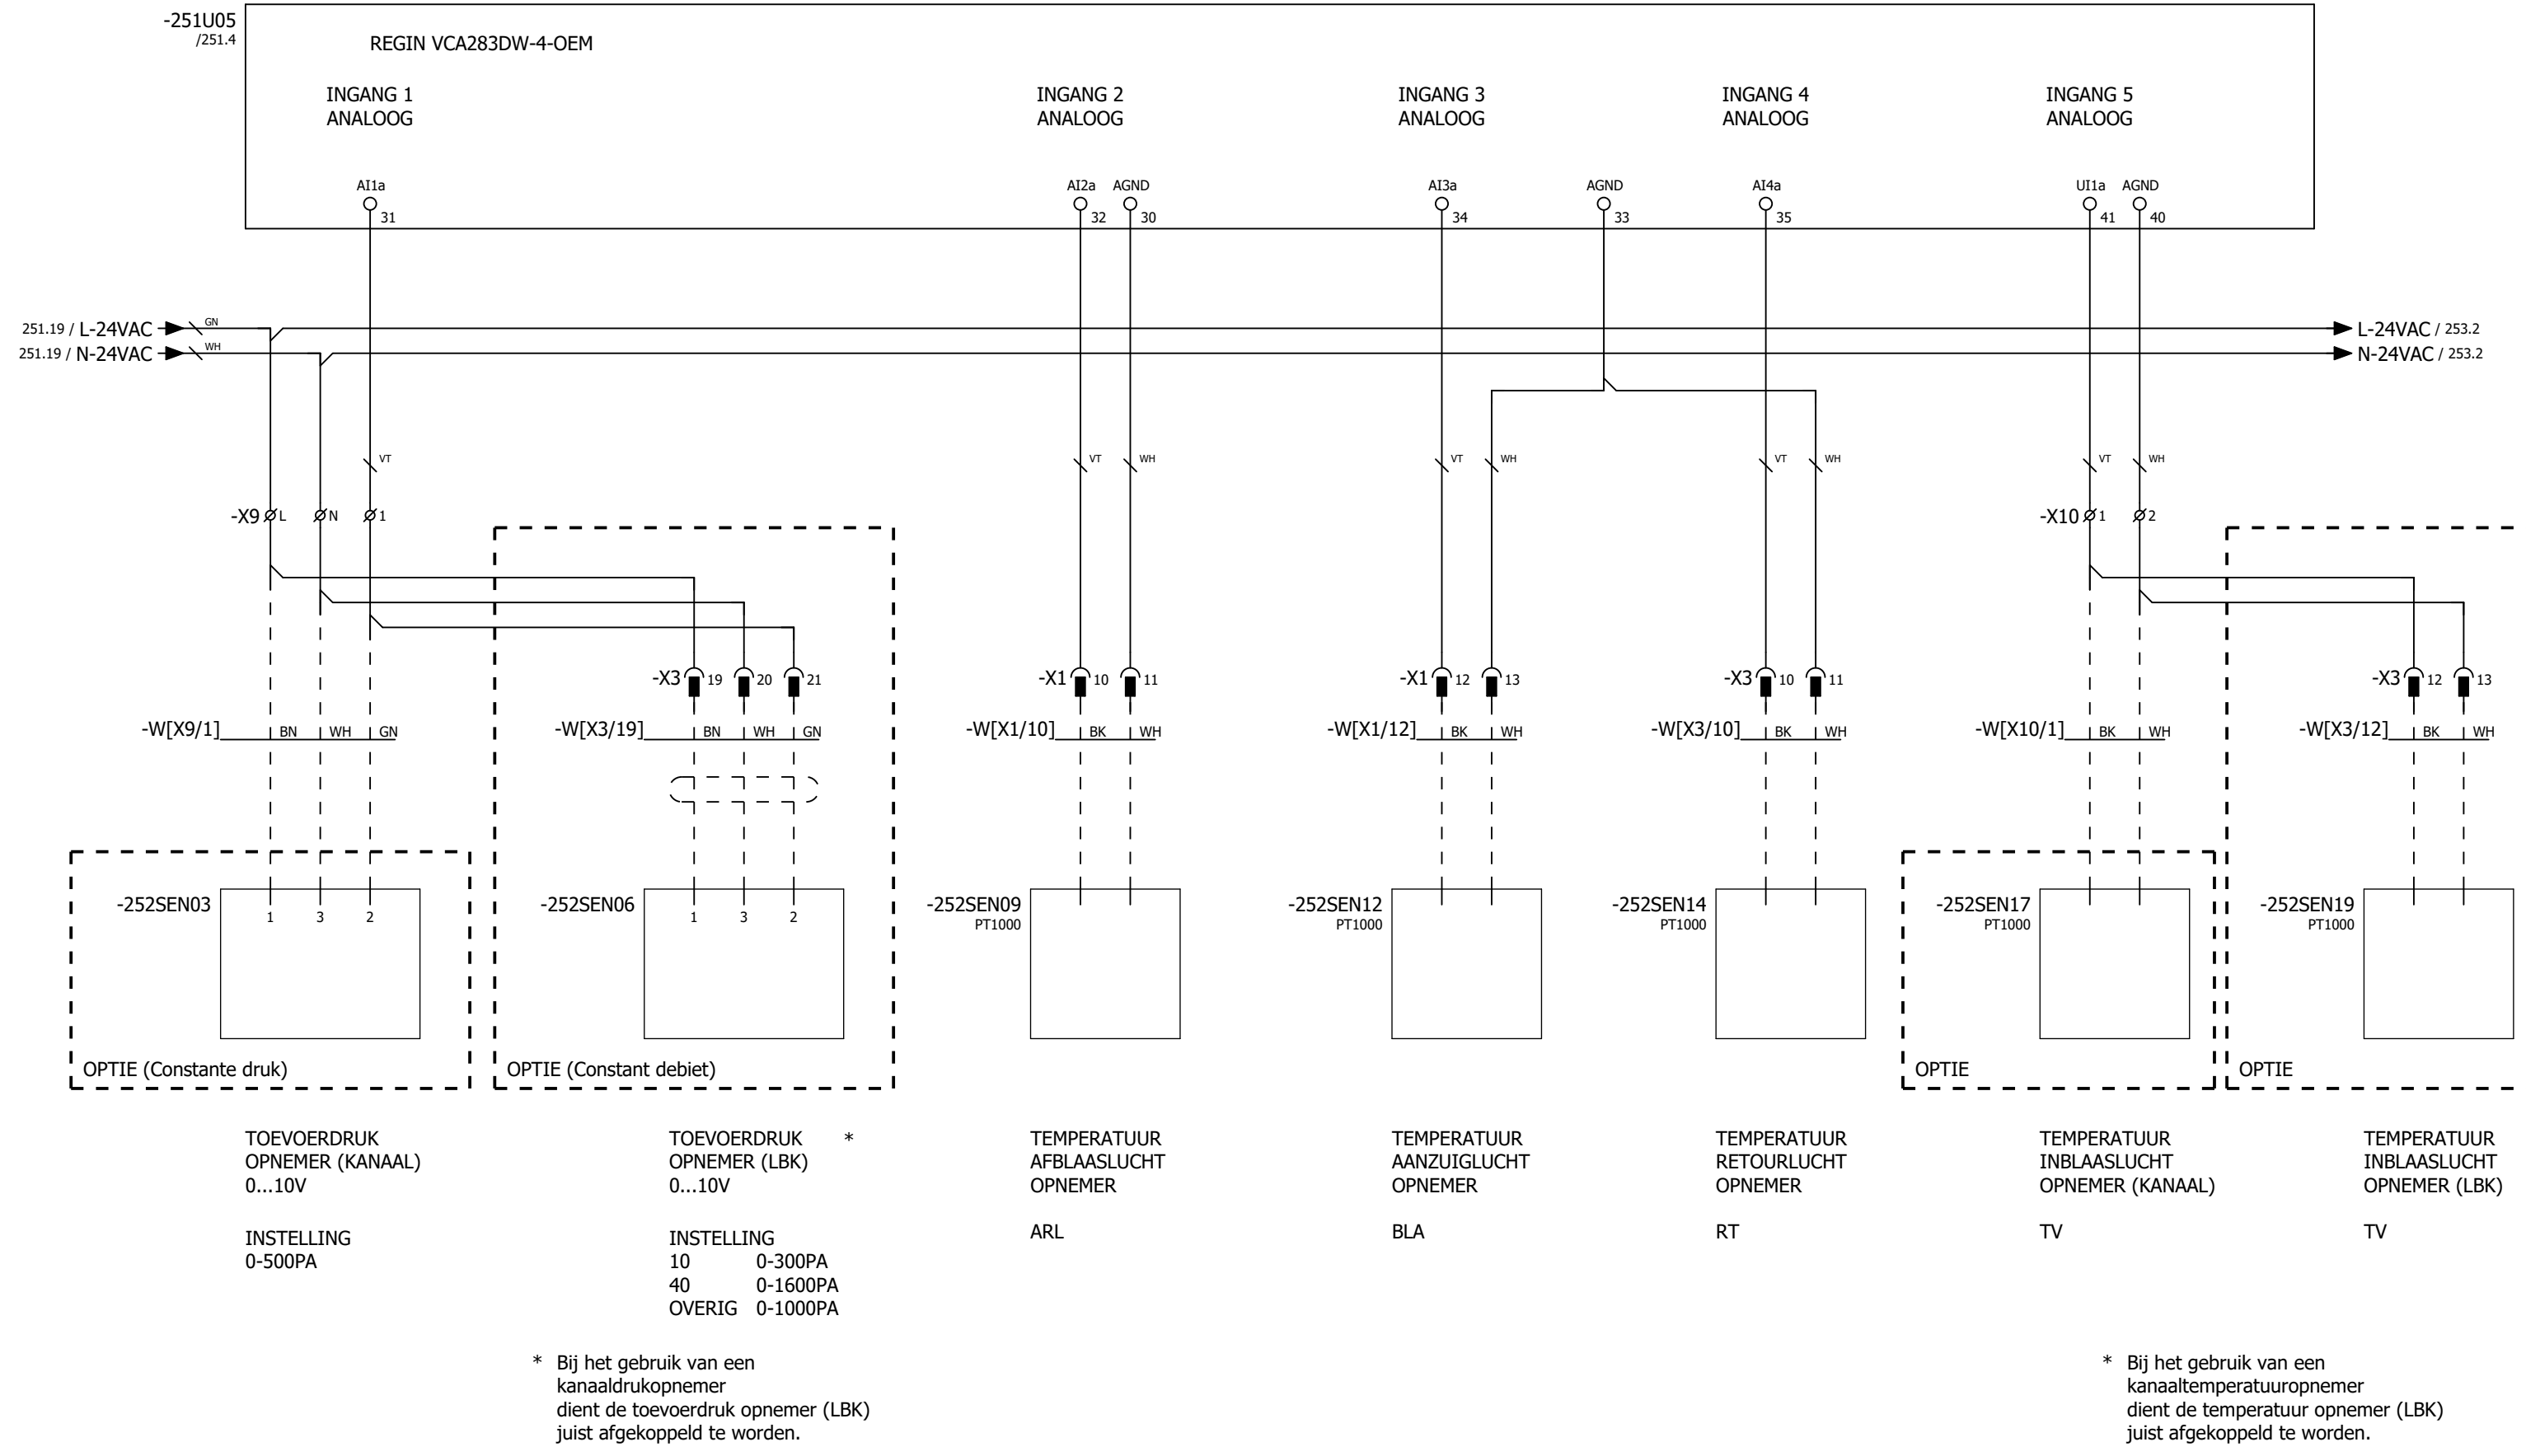 -251U05
/251.4
REGIN VCA283DW-4-OEM
INGANG 1
ANALOOG
INGANG 2
ANALOOG
INGANG 3
ANALOOG
INGANG 4
ANALOOG
INGANG 5
ANALOOG
AI1a
31
AI2a AGND
32 30
AI3a
34
AGND
33
AI4a
35
UI1a AGND
41 40
251.19 / L-24VAC GN
251.19 / N-24VAC WH
L-24VAC / 253.2
N-24VAC / 253.2
VT
VT WH
VT WH
VT WH
VT WH
-X9 L N 1
-X10 1 2
-X3 19 20 21
-X1 10 11
-X1 12 13
-X3 10 11
-X3 12 13
-W[X9/1] BN WH GN
-W[X3/19] BN WH GN
-W[X1/10] BK WH
-W[X1/12] BK WH
-W[X3/10] BK WH
-W[X10/1] BK WH
-W[X3/12] BK WH
-252SEN03
1 3 2
OPTIE (Constante druk)
-252SEN06
1 3 2
OPTIE (Constant debiet)
-252SEN09
PT1000
-252SEN12
PT1000
-252SEN14
PT1000
-252SEN17
PT1000
OPTIE
-252SEN19
PT1000
OPTIE
TOEVOERDRUK
OPNEMER (KANAAL)
0...10V
INSTELLING
0-500PA
TOEVOERDRUK *
OPNEMER (LBK)
0...10V
INSTELLING
10 0-300PA
40 0-1600PA
OVERIG 0-1000PA
TEMPERATUUR
AFBLAASLUCHT
OPNEMER
ARL
TEMPERATUUR
AANZUIGLUCHT
OPNEMER
BLA
TEMPERATUUR
RETOURLUCHT
OPNEMER
RT
TEMPERATUUR
INBLAASLUCHT
OPNEMER (KANAAL)
TV
TEMPERATUUR
INBLAASLUCHT
OPNEMER (LBK)
TV
* Bij het gebruik van een
kanaaldrukopnemer
dient de toevoerdruk opnemer (LBK)
juist afgekoppeld te worden.
* Bij het gebruik van een
kanaaltemperatuuropnemer
dient de temperatuur opnemer (LBK)
juist afgekoppeld te worden.